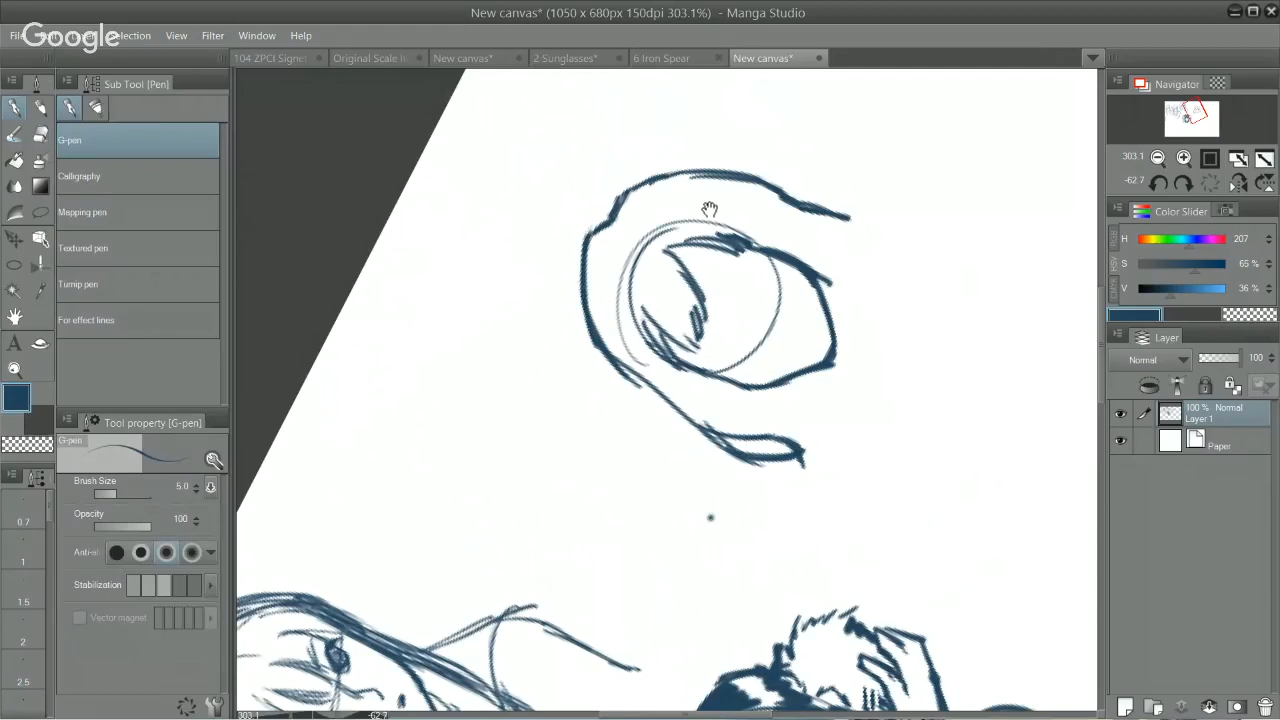 New canvas* (1050 x 680px 150dpi 303.1%) - Manga Studio
Google
File Selection View Filter Window Help
104 ZPCI Signet Original Scale New canvas* 2 Sunglasses* 6 Iron Spear New canvas*
Sub Tool [Pen]
G-pen
Calligraphy
Mapping pen
Textured pen
Turnip pen
For effect lines
Tool property [G-pen]
G-pen
Brush Size 5.0
Opacity 100
Anti-al
Stabilization
Vector magnet
0.7
1
1.5
2
2.5
303.1 -62.7
Navigator
303.1
-62.7
Color Slider
RGB
HSV
CMYK
H 207
S 65 %
V 36 %
Layer
Normal 100
100 % Normal
Layer 1
Paper
A